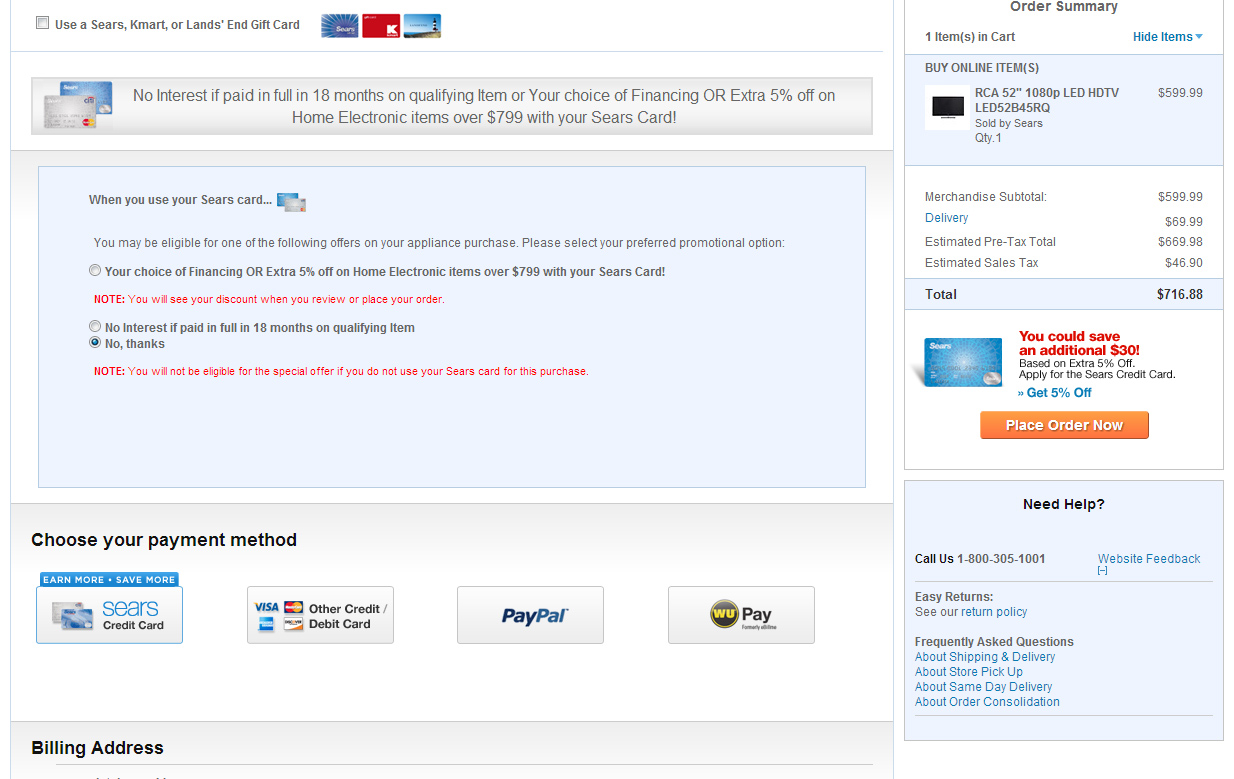 Use a Sears, Kmart, or Lands' End Gift Card
Sears
K
No Interest if paid in full in 18 months on qualifying Item or Your choice of Financing OR Extra 5% off on
Home Electronic items over $799 with your Sears Card!
Sears
citi
When you use your Sears card...
You may be eligible for one of the following offers on your appliance purchase. Please select your preferred promotional option:
Your choice of Financing OR Extra 5% off on Home Electronic items over $799 with your Sears Card!
NOTE: You will see your discount when you review or place your order.
No Interest if paid in full in 18 months on qualifying Item
No, thanks
NOTE: You will not be eligible for the special offer if you do not use your Sears card for this purchase.
Choose your payment method
EARN MORE • SAVE MORE
sears
Credit Card
VISA
Other Credit /
Debit Card
PayPal
WU Pay
Formerly eBillme
Billing Address
Order Summary
1 Item(s) in Cart
Hide Items
BUY ONLINE ITEM(S)
RCA 52" 1080p LED HDTV $599.99
LED52B45RQ
Sold by Sears
Qty.1
Merchandise Subtotal: $599.99
Delivery $69.99
Estimated Pre-Tax Total $669.98
Estimated Sales Tax $46.90
Total $716.88
Sears
You could save
an additional $30!
Based on Extra 5% Off.
Apply for the Sears Credit Card.
» Get 5% Off
Place Order Now
Need Help?
Call Us 1-800-305-1001
Website Feedback
[-]
Easy Returns:
See our return policy
Frequently Asked Questions
About Shipping & Delivery
About Store Pick Up
About Same Day Delivery
About Order Consolidation